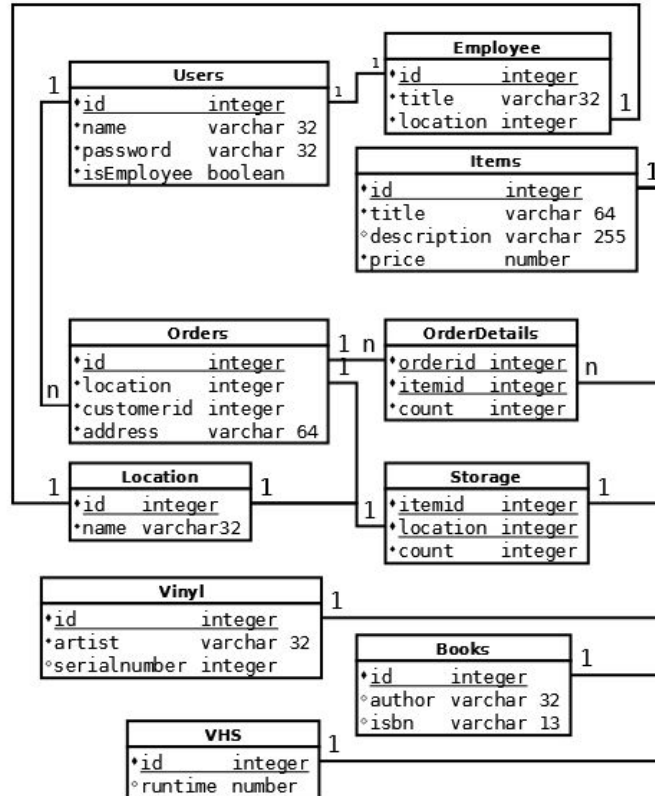 Employee
id integer
title varchar32
location integer
1
1
1
1
Users
id integer
name varchar 32
password varchar 32
isEmployee boolean
Items
id integer
title varchar 64
description varchar 255
price number
1
Orders
id integer
location integer
customerid integer
address varchar 64
n
1 n
1
OrderDetails
orderid integer
itemid integer
count integer
n
Location
id integer
name varchar32
1
1
1
Storage
itemid integer
location integer
count integer
1
Vinyl
id integer
artist varchar 32
serialnumber integer
1
Books
id integer
author varchar 32
isbn varchar 13
1
VHS
id integer
runtime number
1